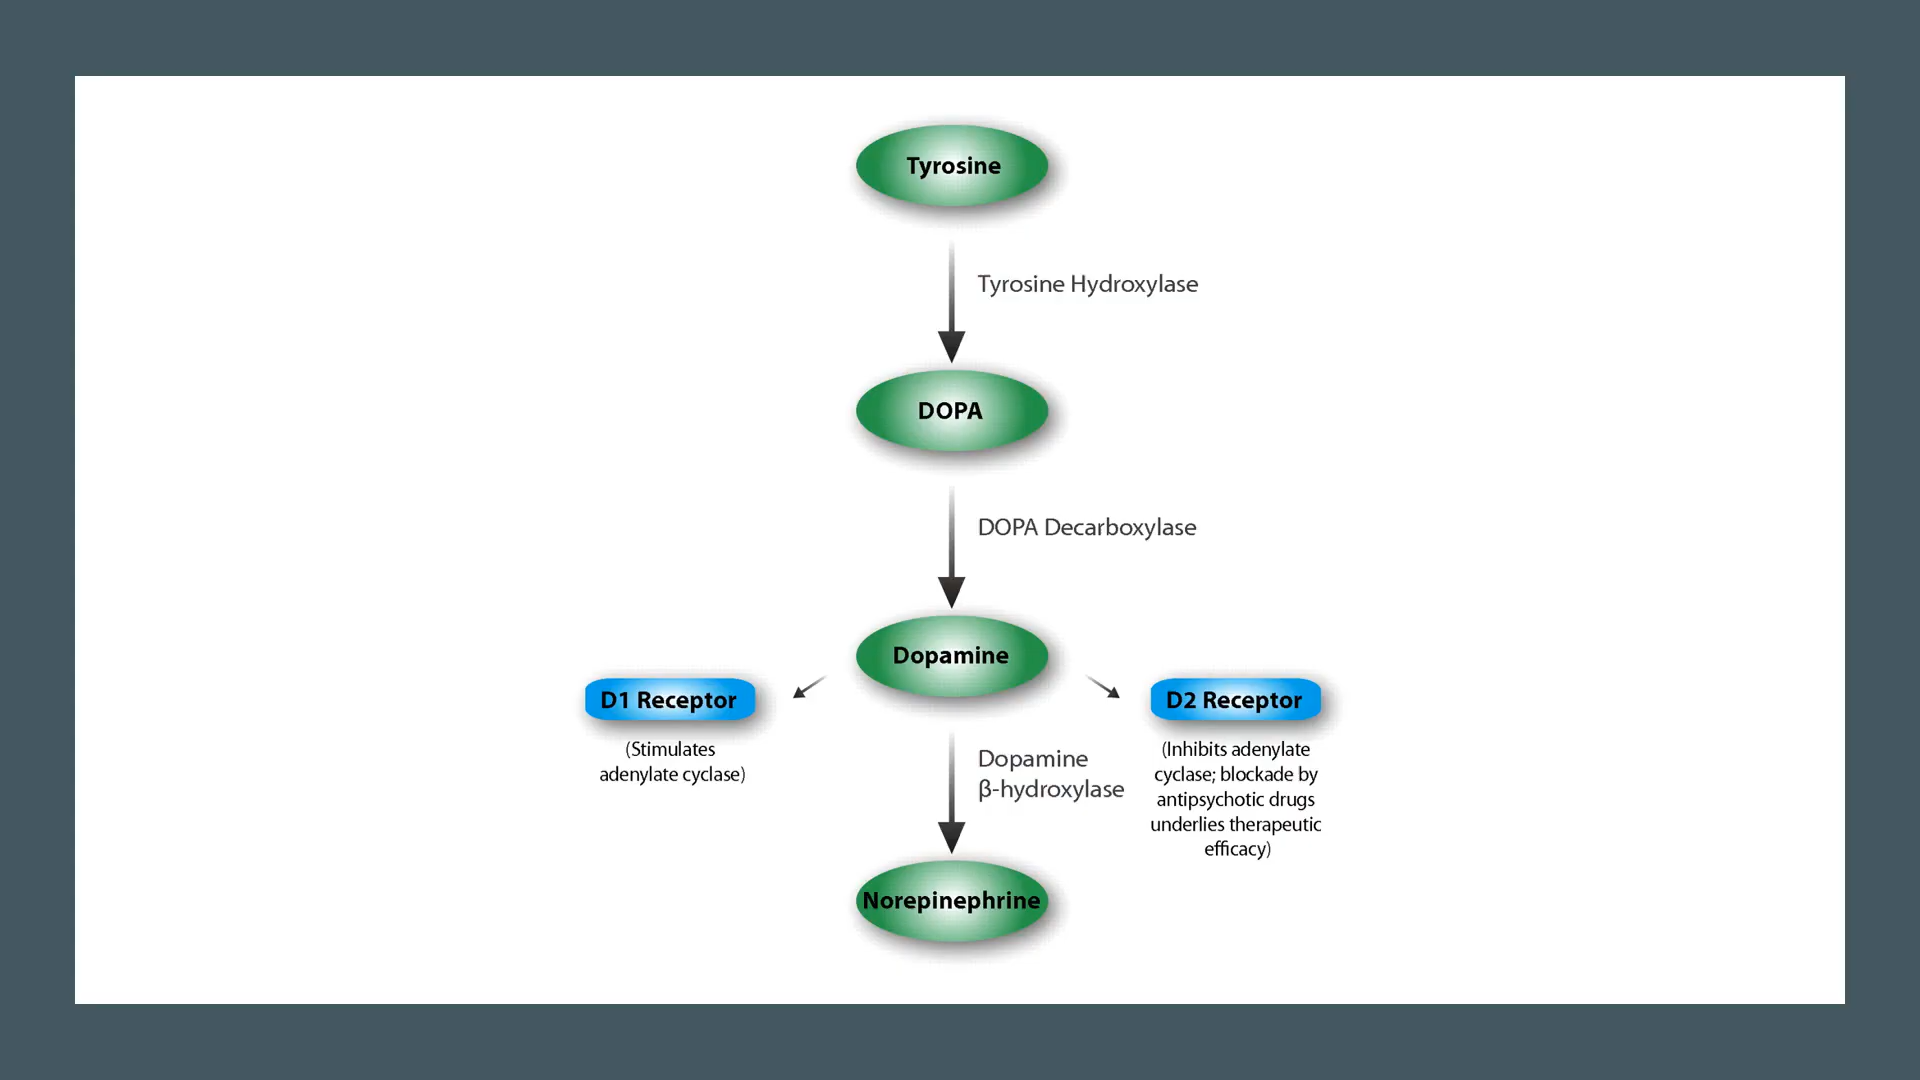 Tyrosine
Tyrosine Hydroxylase
DOPA
DOPA Decarboxylase
Dopamine
D1 Receptor
(Stimulates
adenylate cyclase)
D2 Receptor
(Inhibits adenylate
cyclase; blockade by
antipsychotic drugs
underlies therapeutic
efficacy)
Dopamine
β-hydroxylase
Norepinephrine